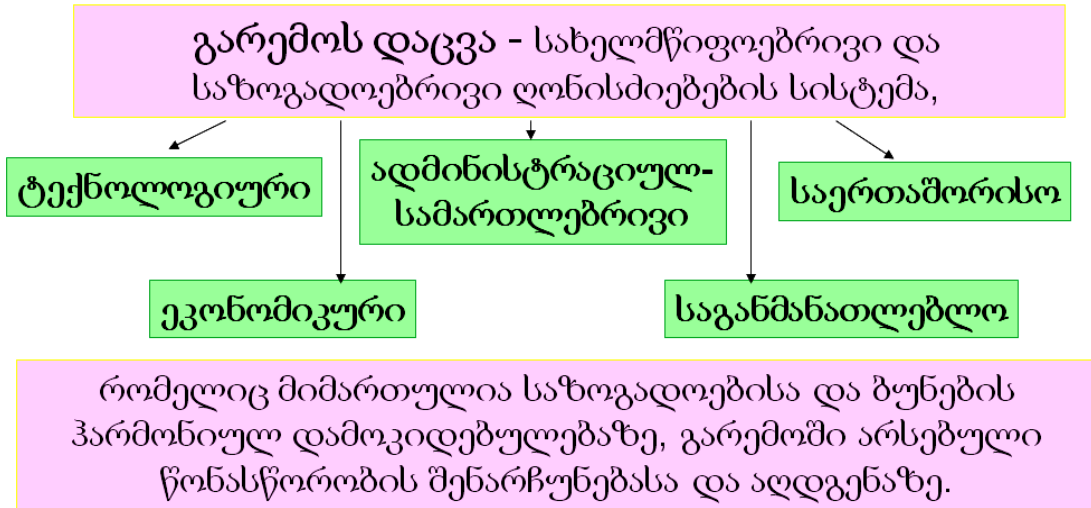 გარემოს დაცვა - სახელმწიფოებრივი და
საზოგადოებრივი ღონისძიებების სისტემა,
ტექნოლოგიური
ადმინისტრაციულ-
სამართლებრივი
საერთაშორისო
ეკონომიკური
საგანმანათლებლო
რომელიც მიმართულია საზოგადოებისა და ბუნების
ჰარმონიულ დამოკიდებულებაზე, გარემოში არსებული
წონასწორობის შენარჩუნებასა და აღდგენაზე.